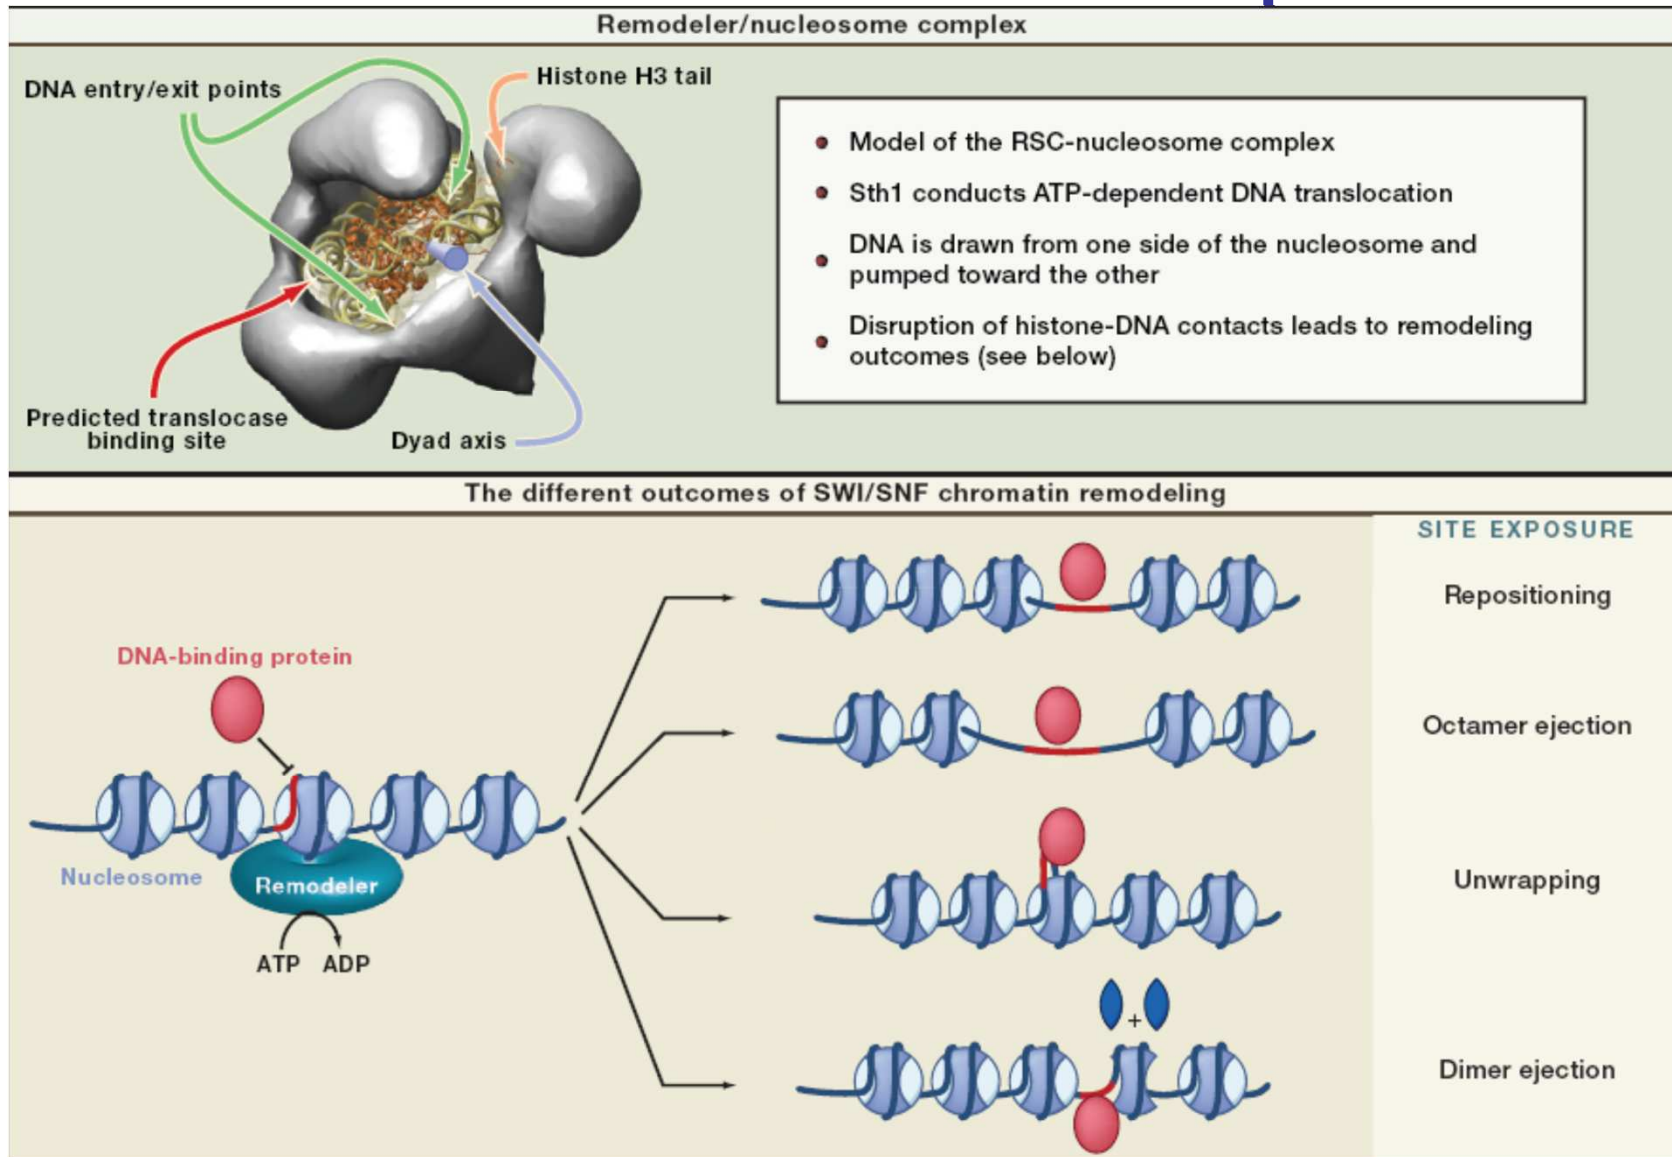 Remodeler/nucleosome complex
DNA entry/exit points
Histone H3 tail
Predicted translocase
binding site
Dyad axis
Model of the RSC-nucleosome complex
Sth1 conducts ATP-dependent DNA translocation
DNA is drawn from one side of the nucleosome and
pumped toward the other
Disruption of histone-DNA contacts leads to remodeling
outcomes (see below)
The different outcomes of SWI/SNF chromatin remodeling
SITE EXPOSURE
DNA-binding protein
Nucleosome
Remodeler
ATP ADP
Repositioning
Octamer ejection
Unwrapping
+
Dimer ejection